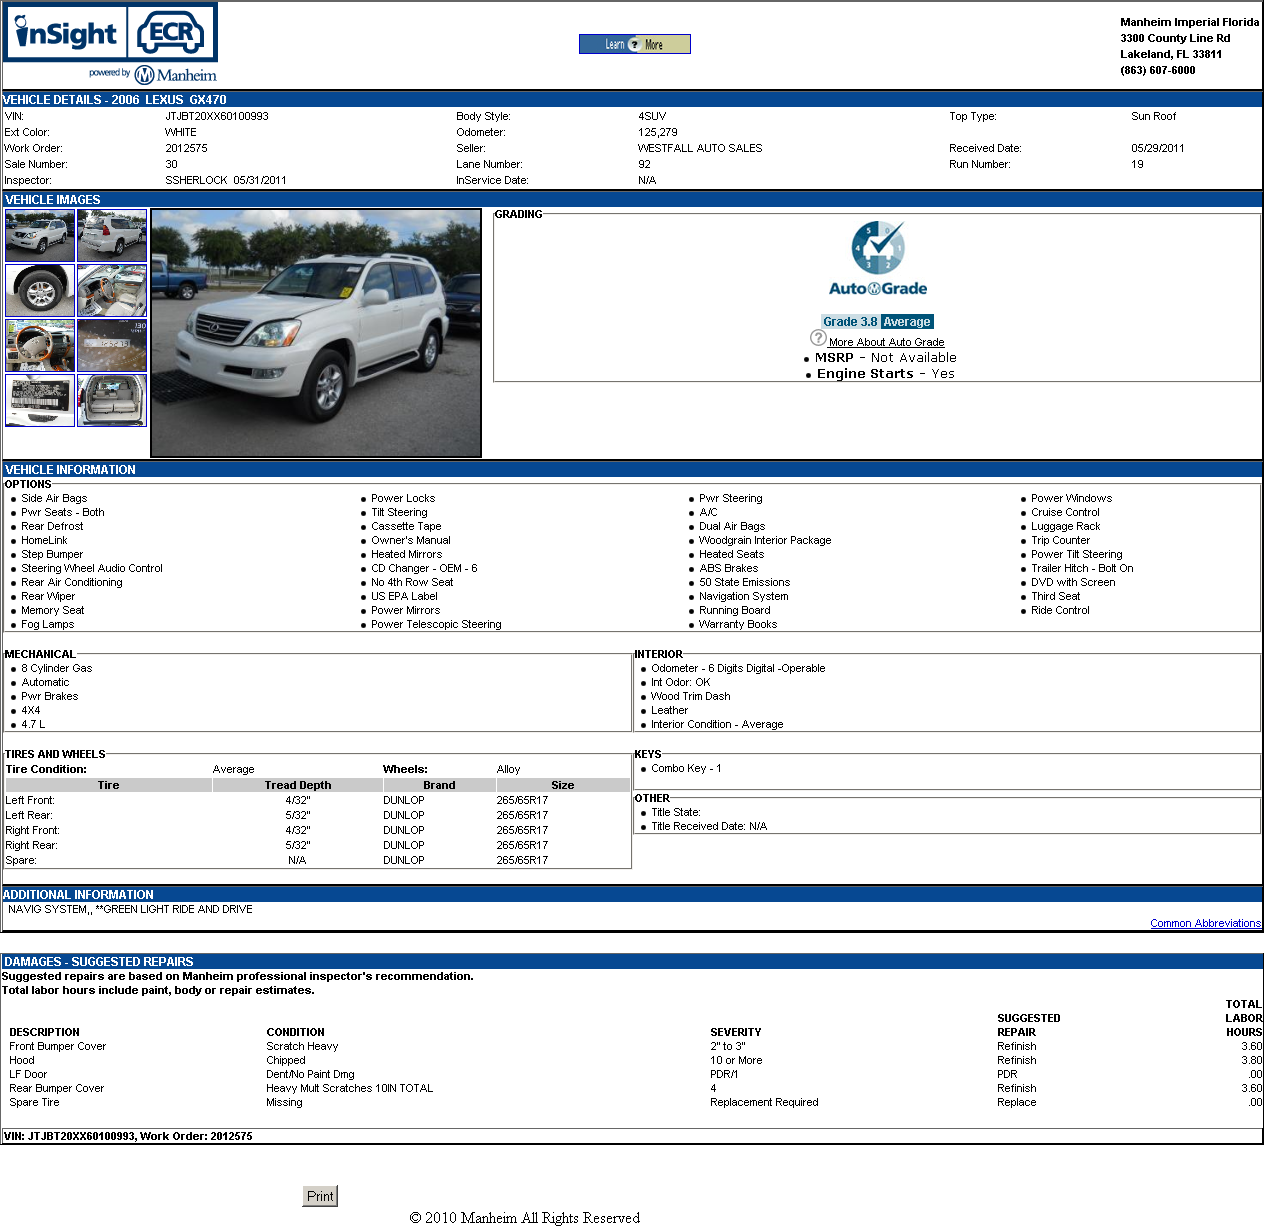 inSight ECR
powered by Manheim
Learn ? More
Manheim Imperial Florida
3300 County Line Rd
Lakeland, FL 33811
(863) 607-6000
VEHICLE DETAILS - 2006 LEXUS GX470
VIN: JTJBT20XX60100993 Body Style: 4SUV Top Type: Sun Roof
Ext Color: WHITE Odometer: 125,279
Work Order: 2012575 Seller: WESTFALL AUTO SALES Received Date: 05/29/2011
Sale Number: 30 Lane Number: 92 Run Number: 19
Inspector: SSHERLOCK 05/31/2011 InService Date: N/A
VEHICLE IMAGES
GRADING
5 0
4 1
3 2
AutoGrade
Grade 3.8 Average
? More About Auto Grade
• MSRP - Not Available
• Engine Starts - Yes
VEHICLE INFORMATION
OPTIONS
• Side Air Bags • Power Locks • Pwr Steering • Power Windows
• Pwr Seats - Both • Tilt Steering • A/C • Cruise Control
• Rear Defrost • Cassette Tape • Dual Air Bags • Luggage Rack
• HomeLink • Owner's Manual • Woodgrain Interior Package • Trip Counter
• Step Bumper • Heated Mirrors • Heated Seats • Power Tilt Steering
• Steering Wheel Audio Control • CD Changer - OEM - 6 • ABS Brakes • Trailer Hitch - Bolt On
• Rear Air Conditioning • No 4th Row Seat • 50 State Emissions • DVD with Screen
• Rear Wiper • US EPA Label • Navigation System • Third Seat
• Memory Seat • Power Mirrors • Running Board • Ride Control
• Fog Lamps • Power Telescopic Steering • Warranty Books
MECHANICAL
• 8 Cylinder Gas
• Automatic
• Pwr Brakes
• 4X4
• 4.7 L
INTERIOR
• Odometer - 6 Digits Digital -Operable
• Int Odor: OK
• Wood Trim Dash
• Leather
• Interior Condition - Average
TIRES AND WHEELS
Tire Condition: Average Wheels: Alloy
Tire Tread Depth Brand Size
Left Front: 4/32" DUNLOP 265/65R17
Left Rear: 5/32" DUNLOP 265/65R17
Right Front: 4/32" DUNLOP 265/65R17
Right Rear: 5/32" DUNLOP 265/65R17
Spare: N/A DUNLOP 265/65R17
KEYS
• Combo Key - 1
OTHER
• Title State:
• Title Received Date: N/A
ADDITIONAL INFORMATION
NAVIG SYSTEM,, **GREEN LIGHT RIDE AND DRIVE
Common Abbreviations
DAMAGES - SUGGESTED REPAIRS
Suggested repairs are based on Manheim professional inspector's recommendation.
Total labor hours include paint, body or repair estimates.
DESCRIPTION CONDITION SEVERITY SUGGESTED REPAIR TOTAL LABOR HOURS
Front Bumper Cover Scratch Heavy 2" to 3" Refinish 3.60
Hood Chipped 10 or More Refinish 3.80
LF Door Dent/No Paint Dmg PDR/1 PDR .00
Rear Bumper Cover Heavy Mult Scratches 10IN TOTAL 4 Refinish 3.60
Spare Tire Missing Replacement Required Replace .00
VIN: JTJBT20XX60100993, Work Order: 2012575
Print
© 2010 Manheim All Rights Reserved